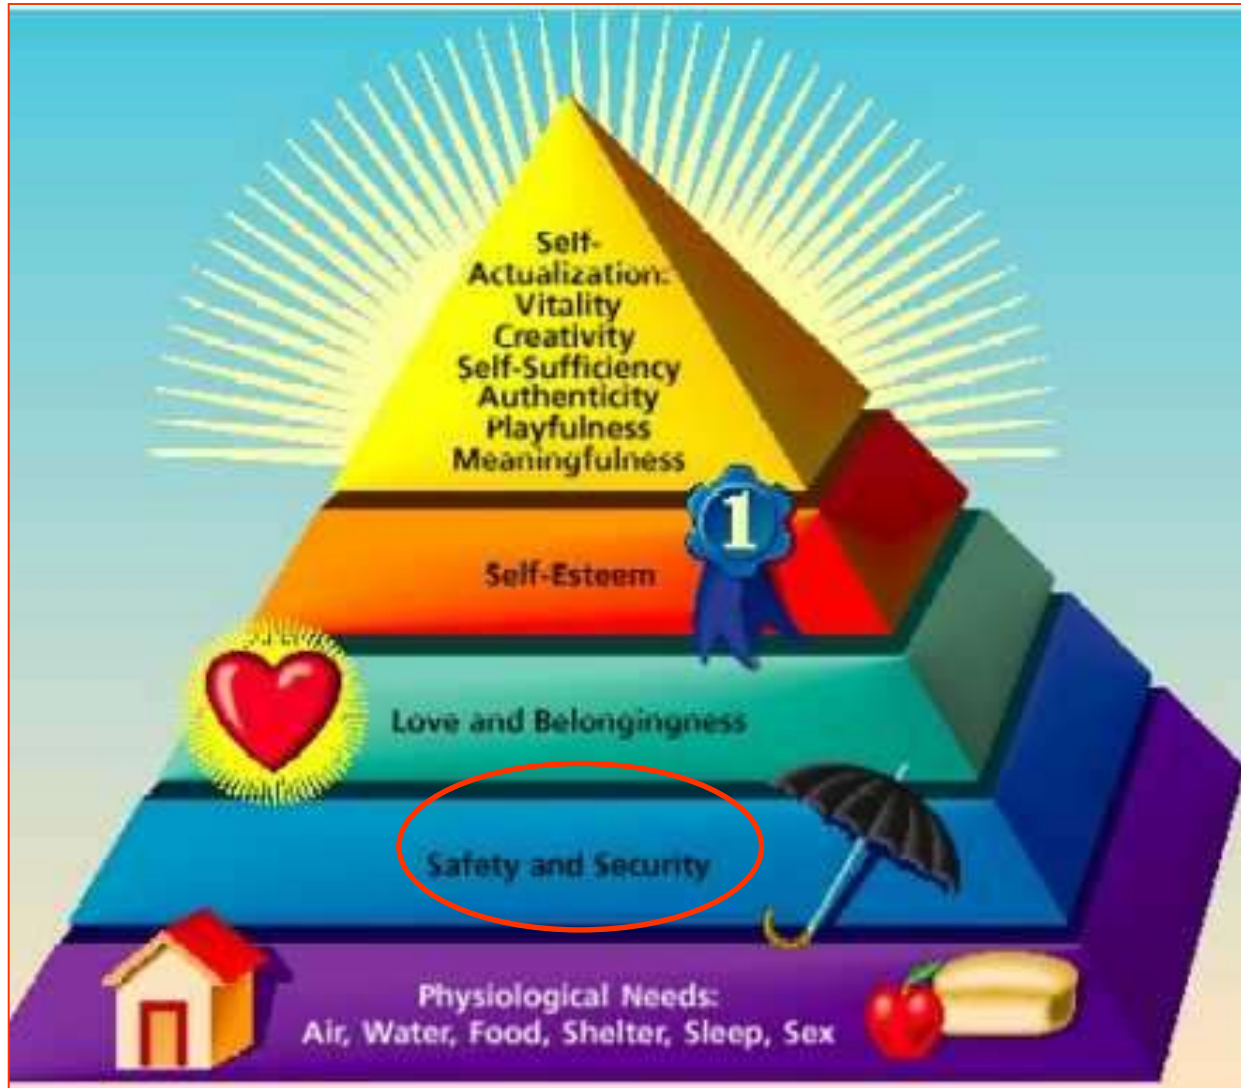 Self-
Actualization:
Vitality
Creativity
Self-Sufficiency
Authenticity
Playfulness
Meaningfulness
1
Self-Esteem
Love and Belongingness
Safety and Security
Physiological Needs:
Air, Water, Food, Shelter, Sleep, Sex